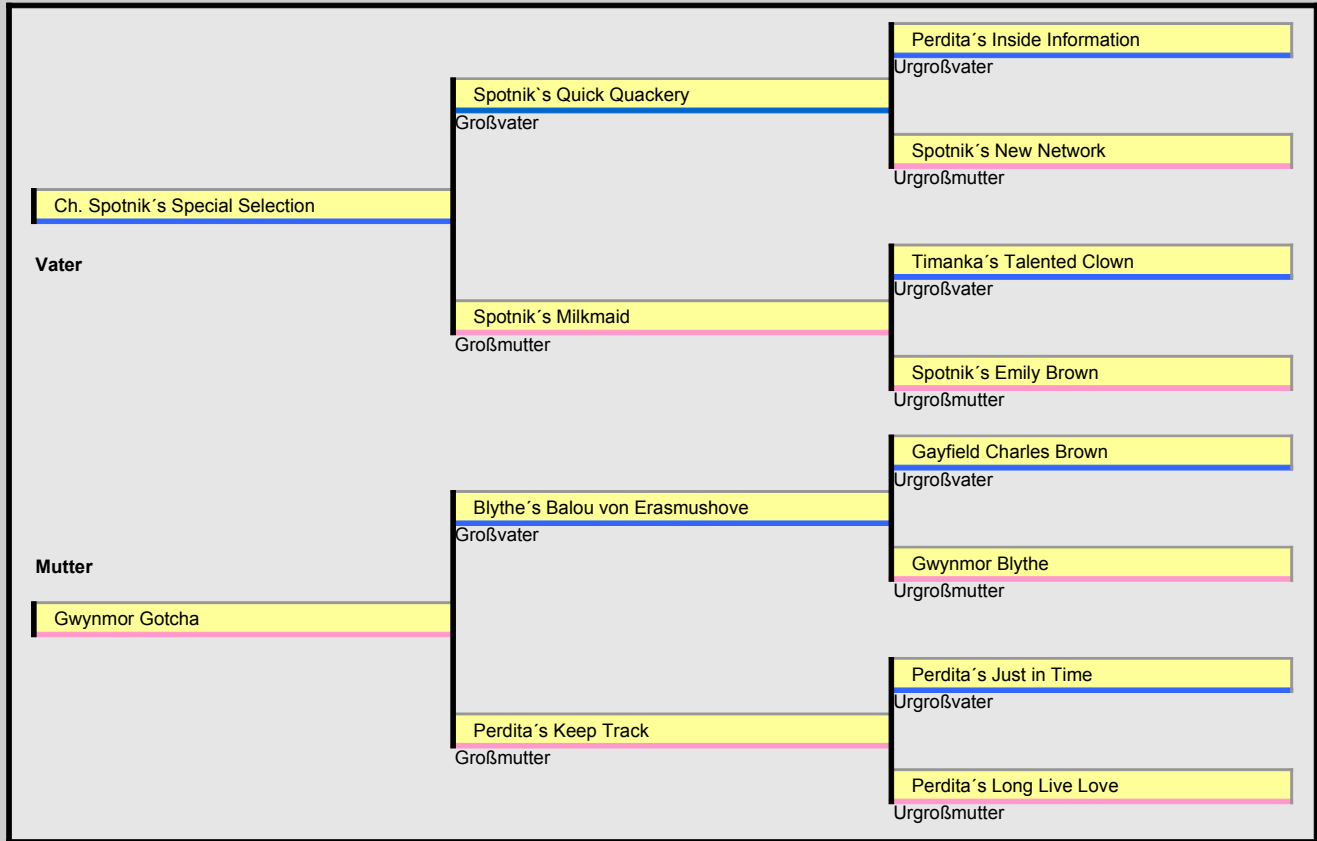 Perdita´s Inside Information
Urgroßvater
Spotnik`s Quick Quackery
Großvater
Spotnik´s New Network
Urgroßmutter
Ch. Spotnik´s Special Selection
Vater
Timanka´s Talented Clown
Urgroßvater
Spotnik´s Milkmaid
Großmutter
Spotnik´s Emily Brown
Urgroßmutter
Gayfield Charles Brown
Urgroßvater
Blythe´s Balou von Erasmushove
Großvater
Mutter
Gwynmor Blythe
Urgroßmutter
Gwynmor Gotcha
Perdita´s Just in Time
Urgroßvater
Perdita´s Keep Track
Großmutter
Perdita´s Long Live Love
Urgroßmutter